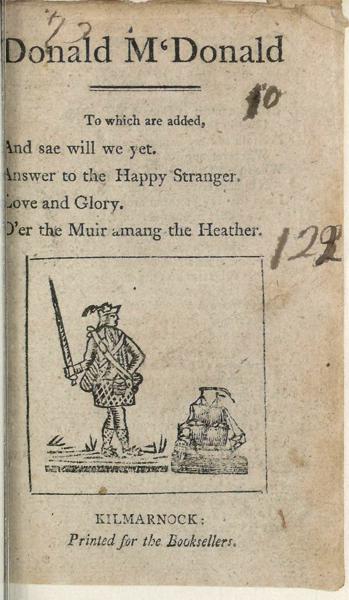 72
Donald M‘Donald
10
To which are added,
And sae will we yet.
Answer to the Happy Stranger.
Love and Glory.
O'er the Muir amang the Heather.
122
KILMARNOCK:
Printed for the Booksellers.